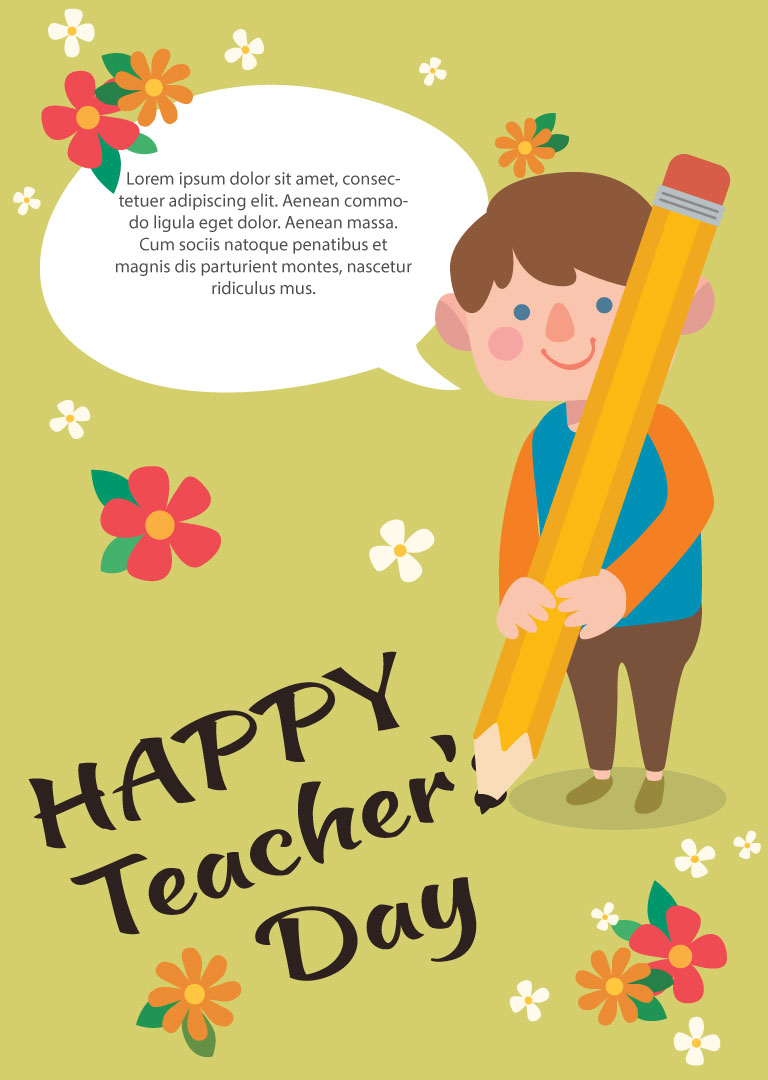 Lorem ipsum dolor sit amet, consec-
tetuer adipiscing elit. Aenean commo-
do ligula eget dolor. Aenean massa.
Cum sociis natoque penatibus et
magnis dis parturient montes, nascetur
ridiculus mus.
HAPPY
Teacher's
Day